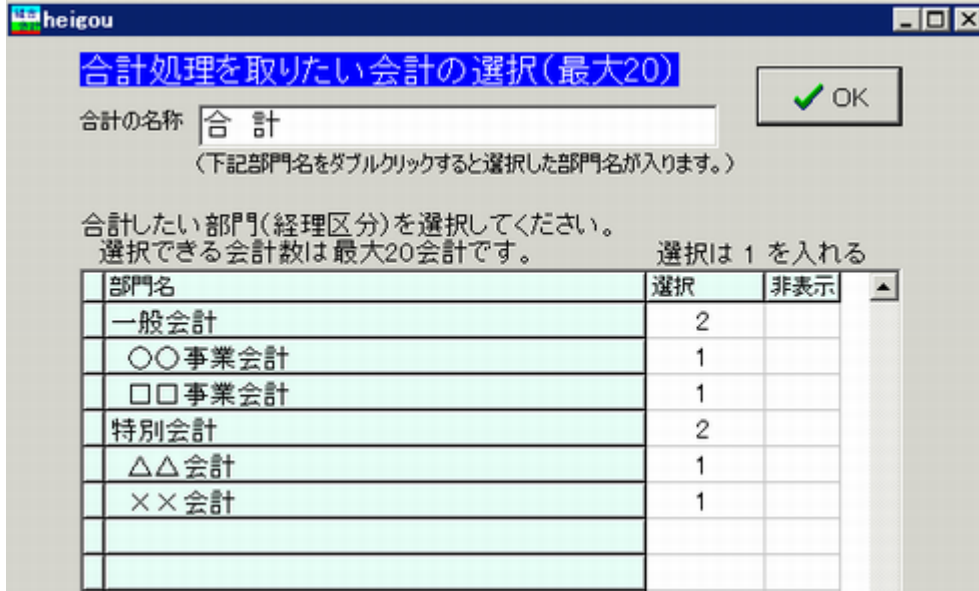 heigou
合計処理を取りたい会計の選択(最大20)
OK
合計の名称 合 計
(下記部門名をダブルクリックすると選択した部門名が入ります。)
合計したい部門(経理区分)を選択してください。
選択できる会計数は最大20会計です。 選択は 1 を入れる
部門名 選択 非表示
一般会計 2
○○事業会計 1
□□事業会計 1
特別会計 2
△△会計 1
××会計 1